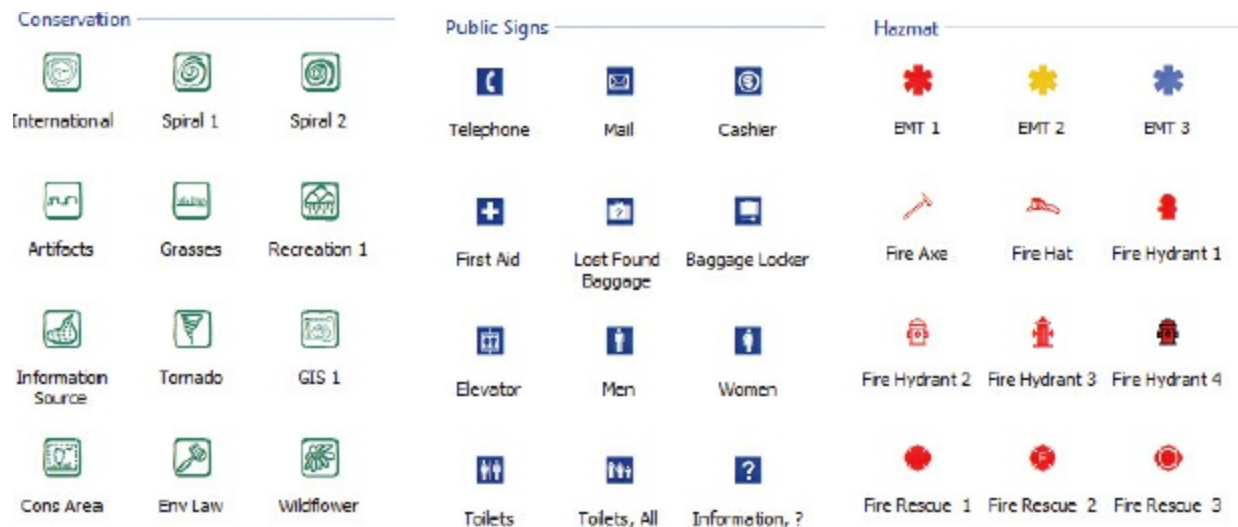 Conservation
International
Spiral 1
Spiral 2
Artifacts
Grasses
Recreation 1
Information
Source
Tornado
GIS 1
Cons Area
Env Law
Wildflower
Public Signs
Telephone
Mail
Cashier
First Aid
Lost Found
Baggage
Baggage Locker
Elevator
Men
Women
Toilets
Toilets, All
Information, ?
Hazmat
EMT 1
EMT 2
EMT 3
Fire Axe
Fire Hat
Fire Hydrant 1
Fire Hydrant 2
Fire Hydrant 3
Fire Hydrant 4
Fire Rescue 1
Fire Rescue 2
Fire Rescue 3